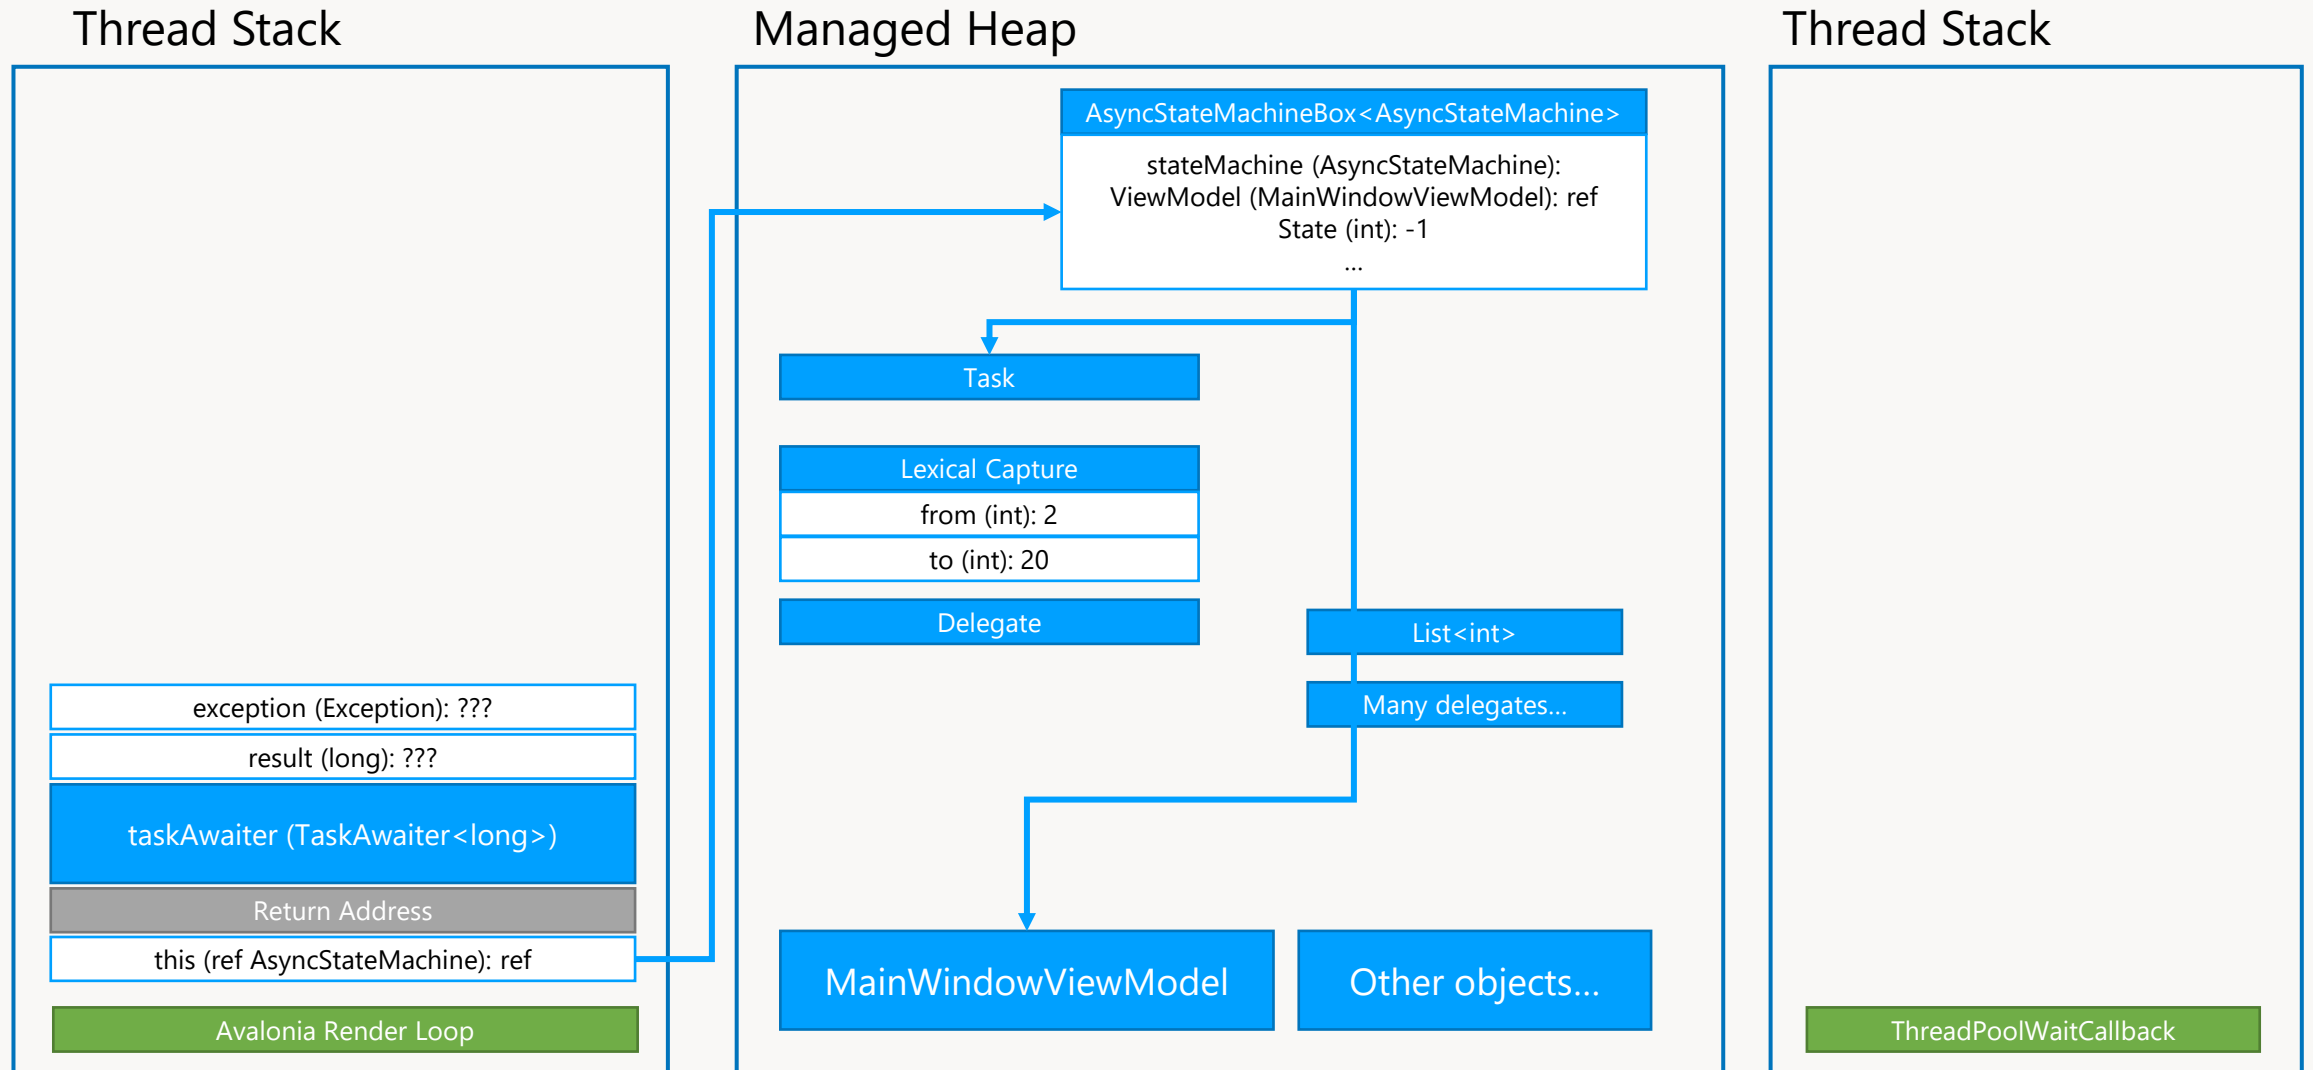 Thread Stack
exception (Exception): ???
result (long): ???
taskAwaiter (TaskAwaiter<long>)
Return Address
this (ref AsyncStateMachine): ref
Avalonia Render Loop
Managed Heap
AsyncStateMachineBox<AsyncStateMachine>
stateMachine (AsyncStateMachine):
ViewModel (MainWindowViewModel): ref
State (int): -1
...
Task
Lexical Capture
from (int): 2
to (int): 20
Delegate
List<int>
Many delegates...
MainWindowViewModel
Other objects...
Thread Stack
ThreadPoolWaitCallback